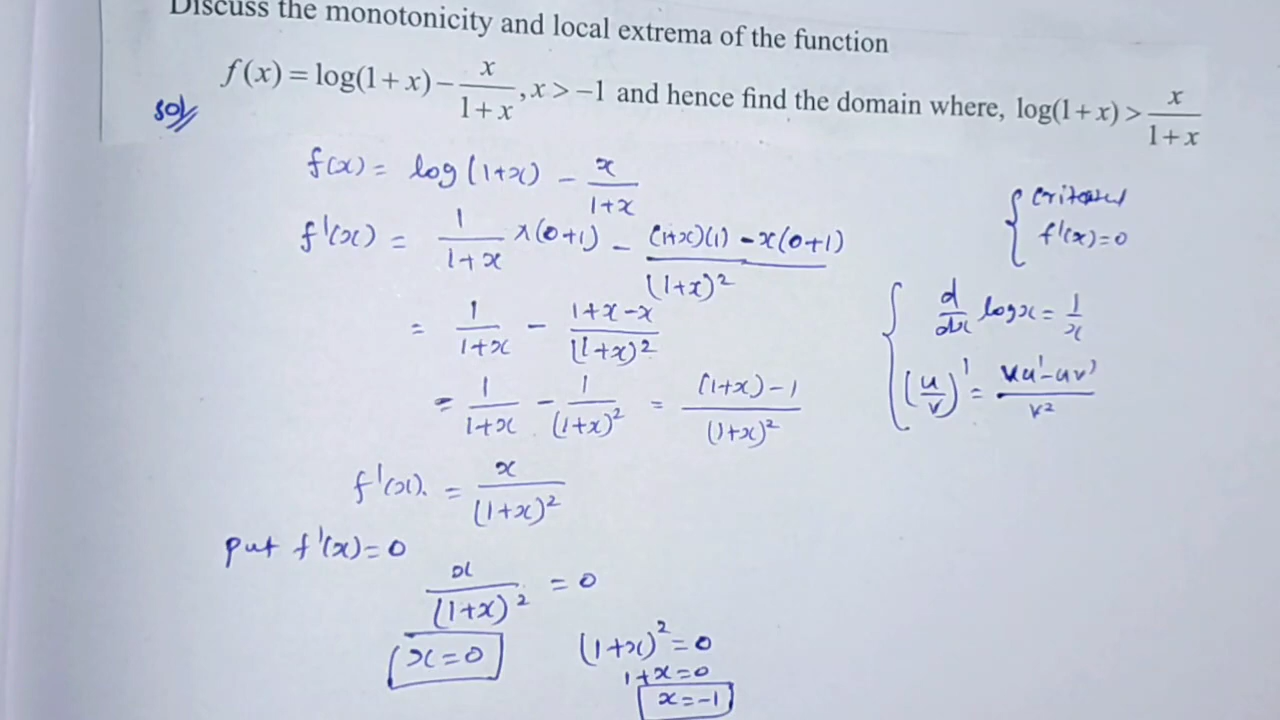 Discuss the monotonicity and local extrema of the function
f(x) = log(1+x) − x/(1+x), x > −1 and hence find the domain where, log(1+x) > x/(1+x)
sol/
f(x) = log(1+x) − x/(1+x)
{ f'(x)=0
f'(x) = 1/(1+x) × (0+1) − ((1+x)(1) − x(0+1))/(1+x)²
= 1/(1+x) − (1+x−x)/(1+x)²
{ d/dx logx = 1/x
= 1/(1+x) − 1/(1+x)² = ((1+x)−1)/(1+x)²
(u/v)' = (vu'−uv')/v²
f'(x). = x/(1+x)²
put f'(x)=0
x/(1+x)² = 0
x=0
(1+x)²=0
1+x=0
x=−1